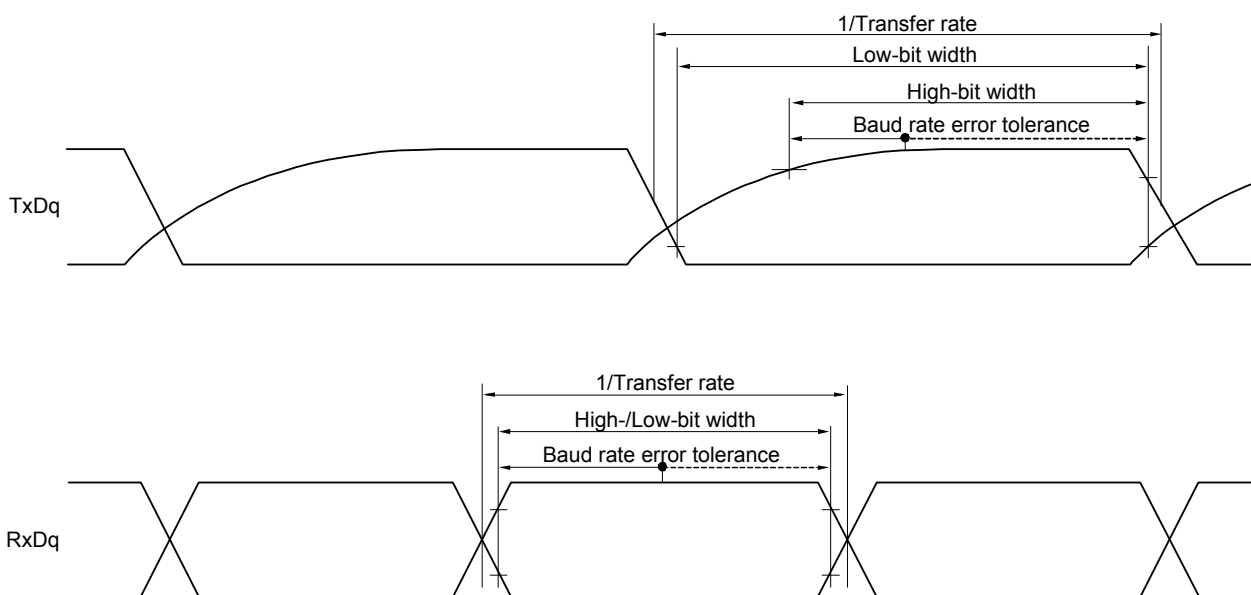 1/Transfer rate
Low-bit width
High-bit width
Baud rate error tolerance
TxDq
1/Transfer rate
High-/Low-bit width
Baud rate error tolerance
RxDq